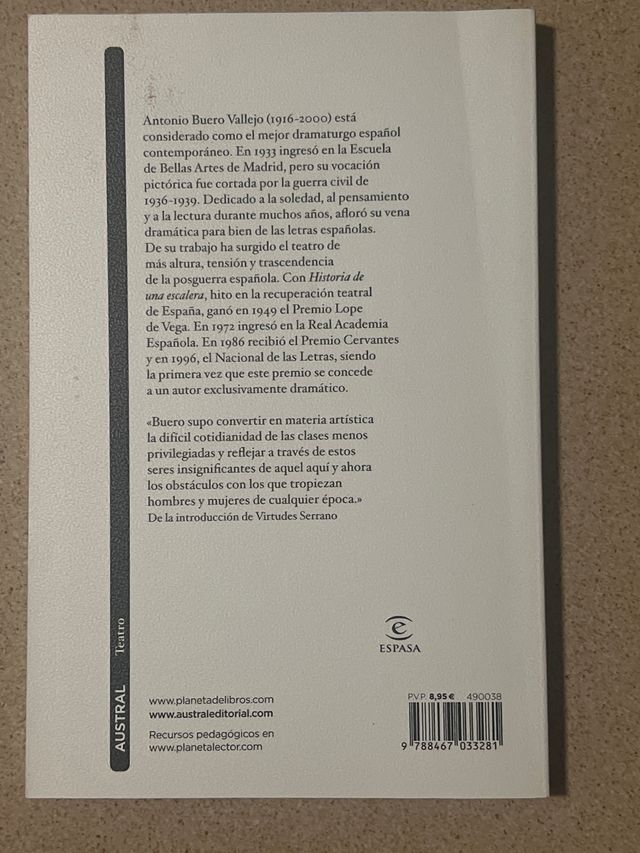 Antonio Buero Vallejo (1916-2000) está
considerado como el mejor dramaturgo español
contemporáneo. En 1933 ingresó en la Escuela
de Bellas Artes de Madrid, pero su vocación
pictórica fue cortada por la guerra civil de
1936-1939. Dedicado a la soledad, al pensamiento
y a la lectura durante muchos años, afloró su vena
dramática para bien de las letras españolas.
De su trabajo ha surgido el teatro de
más altura, tensión y trascendencia
de la posguerra española. Con Historia de
una escalera, hito en la recuperación teatral
de España, ganó en 1949 el Premio Lope
de Vega. En 1972 ingresó en la Real Academia
Española. En 1986 recibió el Premio Cervantes
y en 1996, el Nacional de las Letras, siendo
la primera vez que este premio se concede
a un autor exclusivamente dramático.
«Buero supo convertir en materia artística
la difícil cotidianidad de las clases menos
privilegiadas y reflejar a través de estos
seres insignificantes de aquel aquí y ahora
los obstáculos con los que tropiezan
hombres y mujeres de cualquier época.»
De la introducción de Virtudes Serrano
AUSTRAL Teatro
e
ESPASA
www.planetadelibros.com
www.australeditorial.com
Recursos pedagógicos en
www.planetalector.com
P.V.P. 8,95 € 490038
9 788467 033281